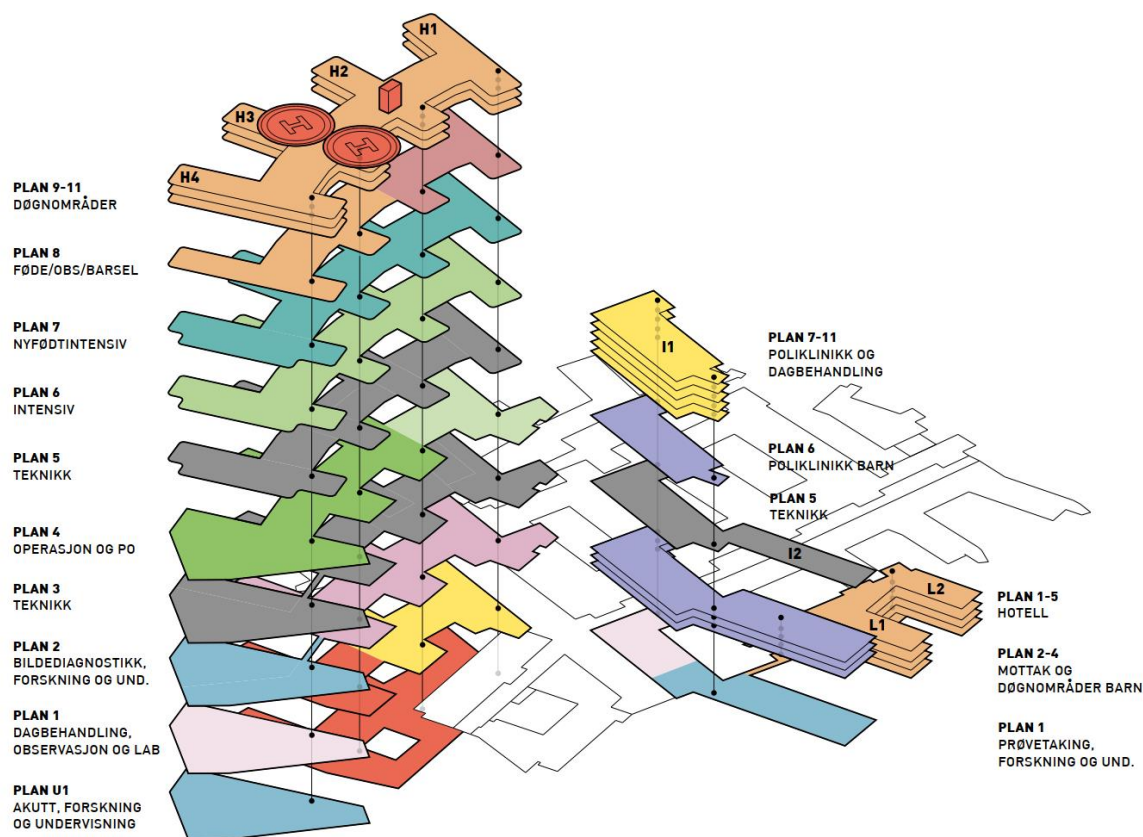 H1
H2
H3
H4
PLAN 9-11
DØGNOMRÅDER
PLAN 8
FØDE/OBS/BARSEL
PLAN 7
NYFØDTINTENSIV
PLAN 6
INTENSIV
PLAN 5
TEKNIKK
PLAN 4
OPERASJON OG PO
PLAN 3
TEKNIKK
PLAN 2
BILDEDIAGNOSTIKK,
FORSKNING OG UND.
PLAN 1
DAGBEHANDLING,
OBSERVASJON OG LAB
PLAN U1
AKUTT, FORSKNING
OG UNDERVISNING
H
H
I1
PLAN 7-11
POLIKLINIKK OG
DAGBEHANDLING
PLAN 6
POLIKLINIKK BARN
PLAN 5
TEKNIKK
I2
L2
L1
PLAN 1-5
HOTELL
PLAN 2-4
MOTTAK OG
DØGNOMRÅDER BARN
PLAN 1
PRØVETAKING,
FORSKNING OG UND.